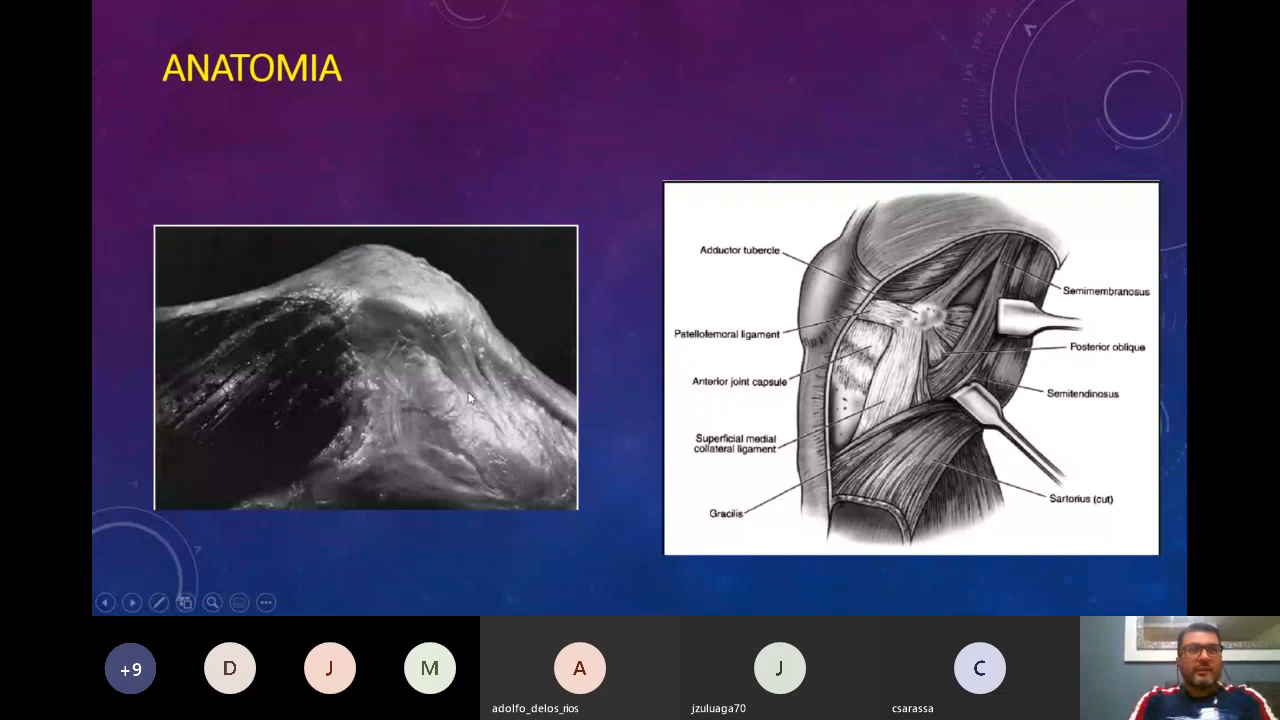 ANATOMIA
Adductor tubercle
Patellofemoral ligament
Anterior joint capsule
Superficial medial
collateral ligament
Gracilis
Semimembranosus
Posterior oblique
Semitendinosus
Sartorius (cut)
+9
D
J
M
A
adolfo_delos_rios
J
jzuluaga70
C
csarassa